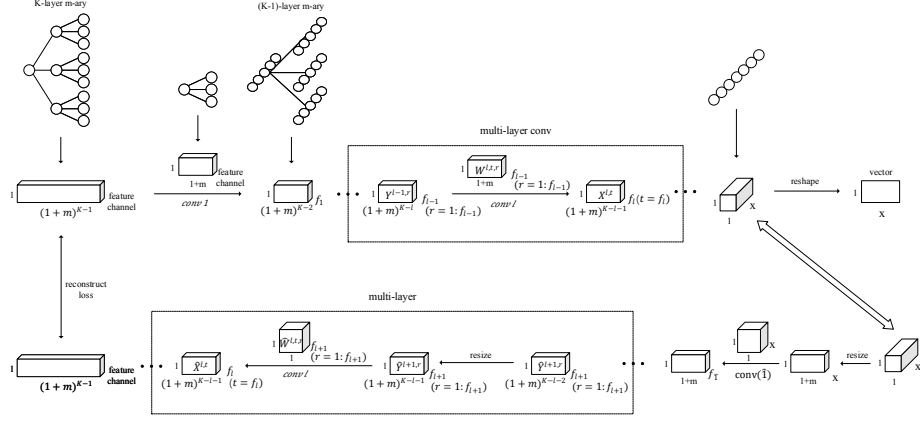 K-layer m-ary
(K-1)-layer m-ary
multi-layer conv
1
(1 + m)^{K-1}
feature
channel
1
1+m
feature
channel
conv 1
1
(1 + m)^{K-2}
f_1
1
Y^{l-1,r}
(1 + m)^{K-l}
f_{l-1}
(r = 1: f_{l-1})
1
W^{l,t,r}
1+m
f_{l-1}
(r = 1: f_{l-1})
conv l
1
X^{l,t}
(1 + m)^{K-l-1}
f_l(t = f_l)
1
1
X
reshape
vector
1
X
reconstruct
loss
multi-layer
1
(1 + m)^{K-1}
feature
channel
1
X̂^{l,t}
(1 + m)^{K-l-1}
f_l
(t = f_l)
1
Ŵ^{l,t,r}
1
f_{l+1}
(r = 1: f_{l+1})
conv l
1
Ŷ^{l+1,r}
(1 + m)^{K-l-1}
f_{l+1}
(r = 1: f_{l+1})
resize
1
Ŷ^{l+1,r}
(1 + m)^{K-l-2}
f_{l+1}
(r = 1: f_{l+1})
1
1+m
1
1
X
conv(1̂)
1
1+m
X
resize
1
1
X